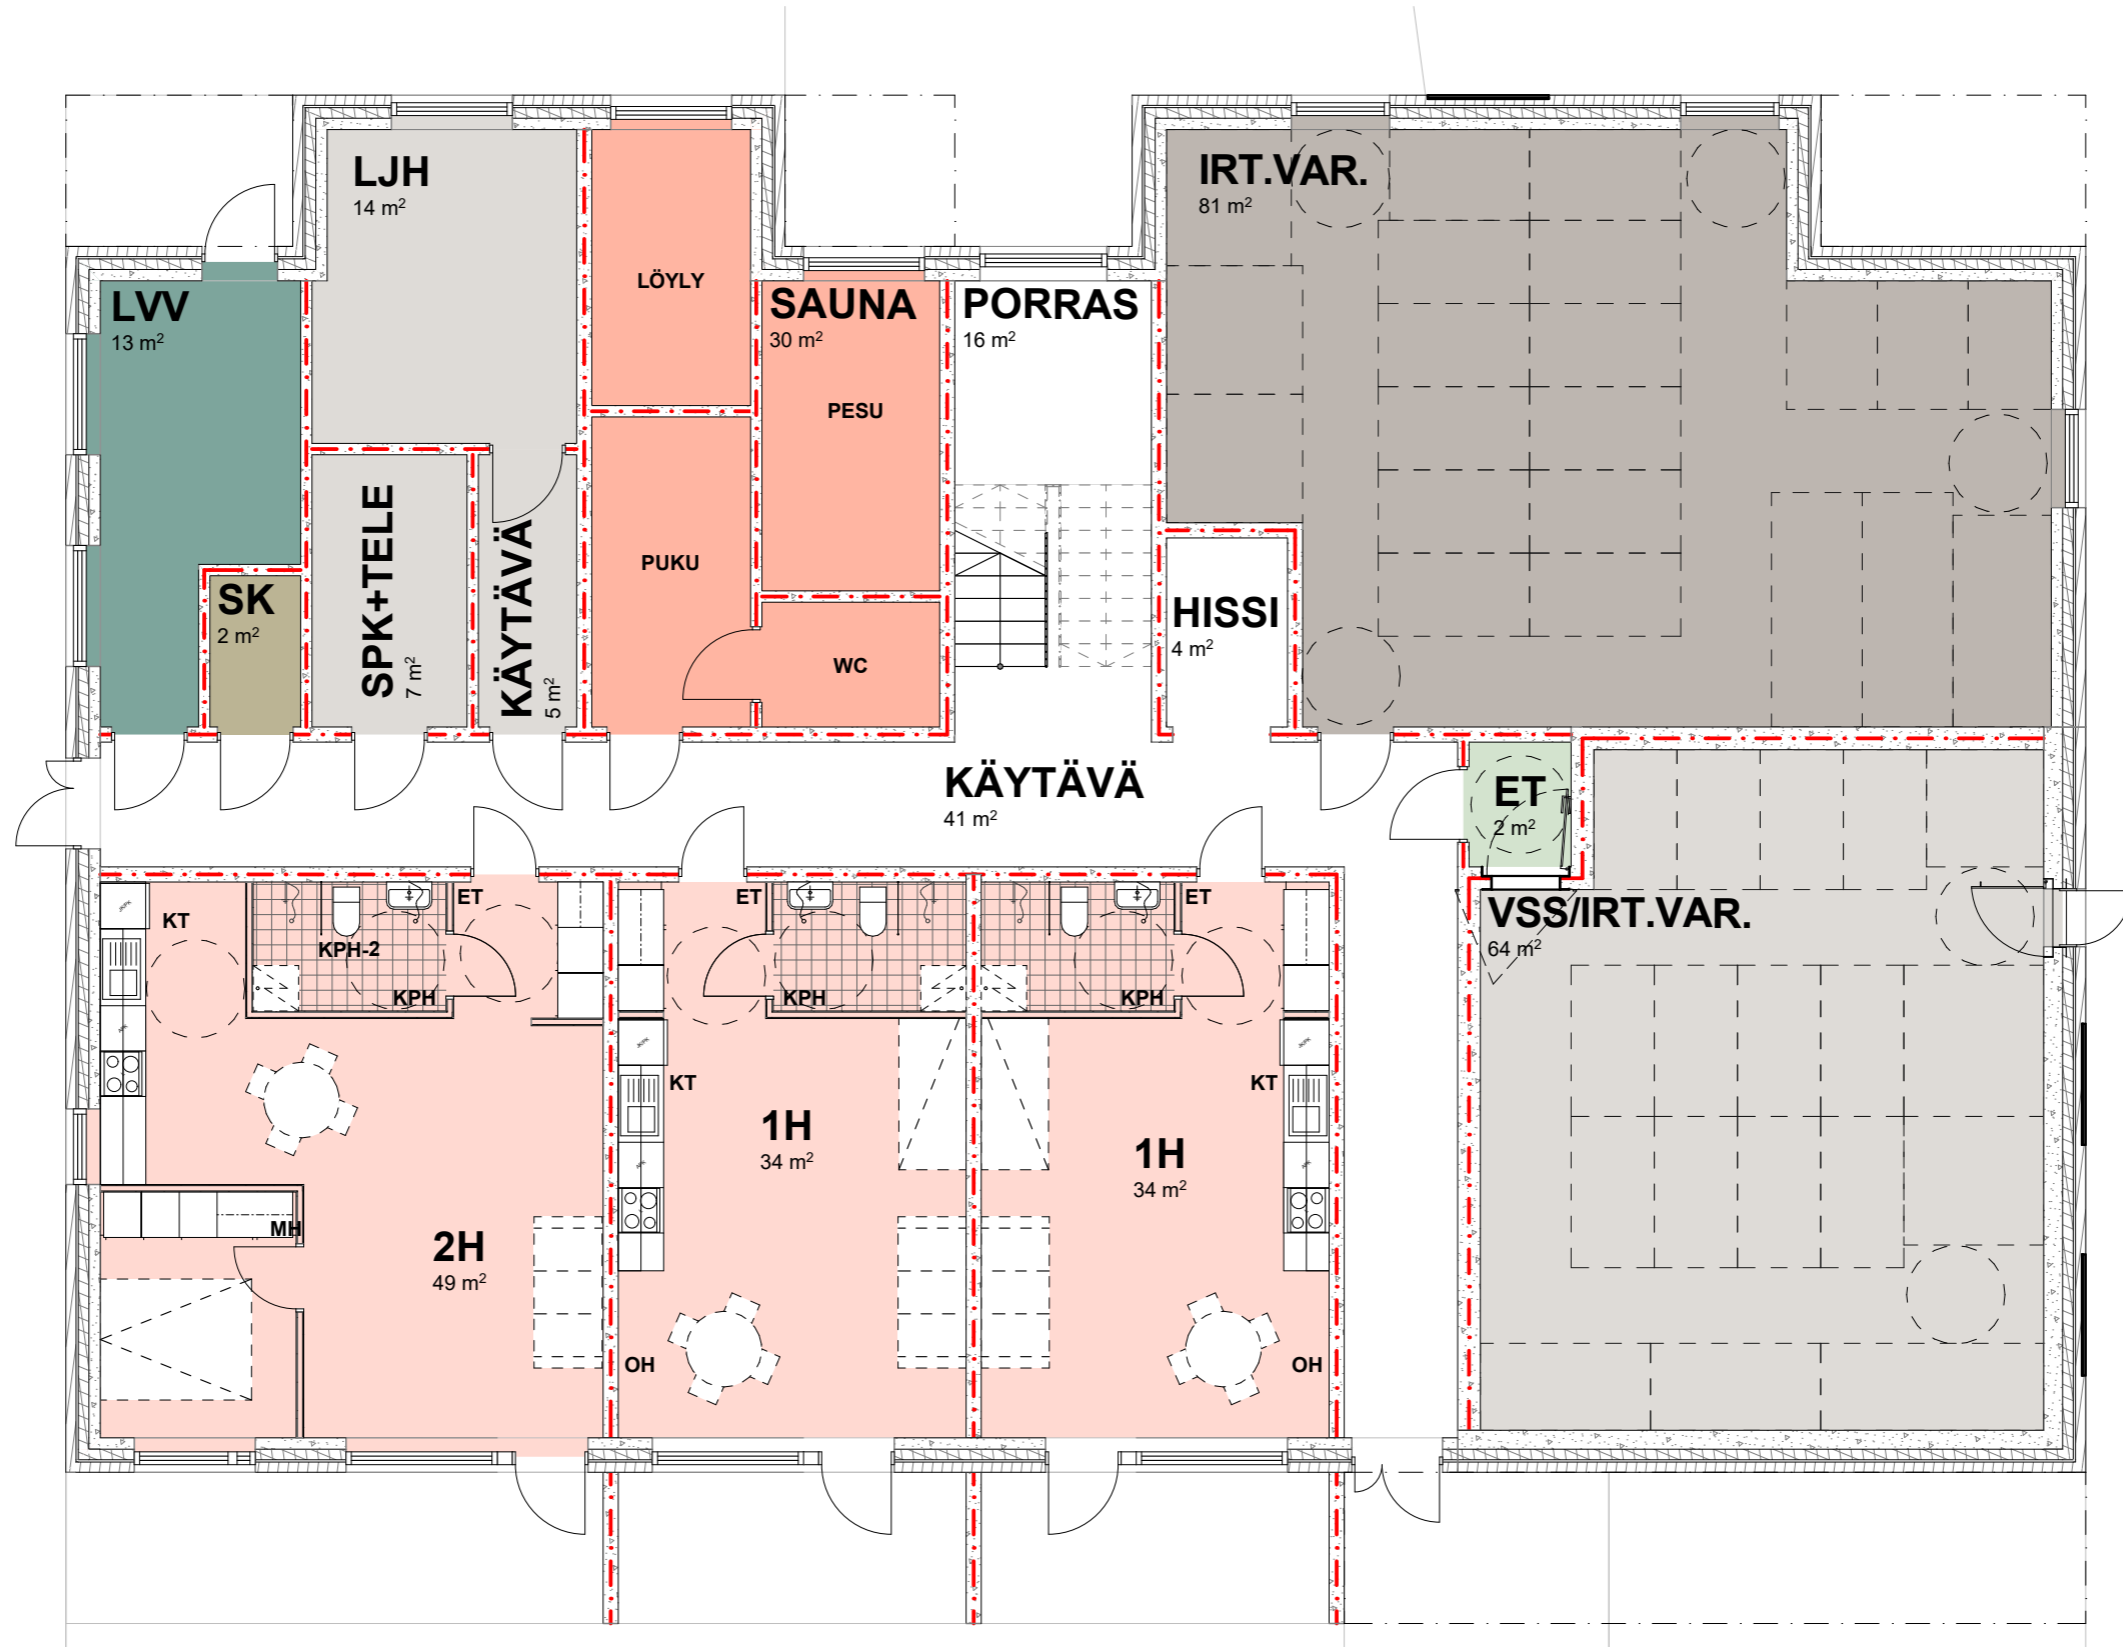 LJH
14 m²
IRT.VAR.
81 m²
LVV
13 m²
LÖYLY
SAUNA
30 m²
PORRAS
16 m²
PESU
SPK+TELE
7 m²
KÄYTÄVÄ
5 m²
PUKU
SK
2 m²
HISSI
4 m²
WC
KÄYTÄVÄ
41 m²
ET
2 m²
KT
ET
ET
ET
KPH-2
KPH
KPH
KPH
VSS/IRT.VAR.
64 m²
KT
KT
1H
34 m²
1H
34 m²
MH
2H
49 m²
OH
OH